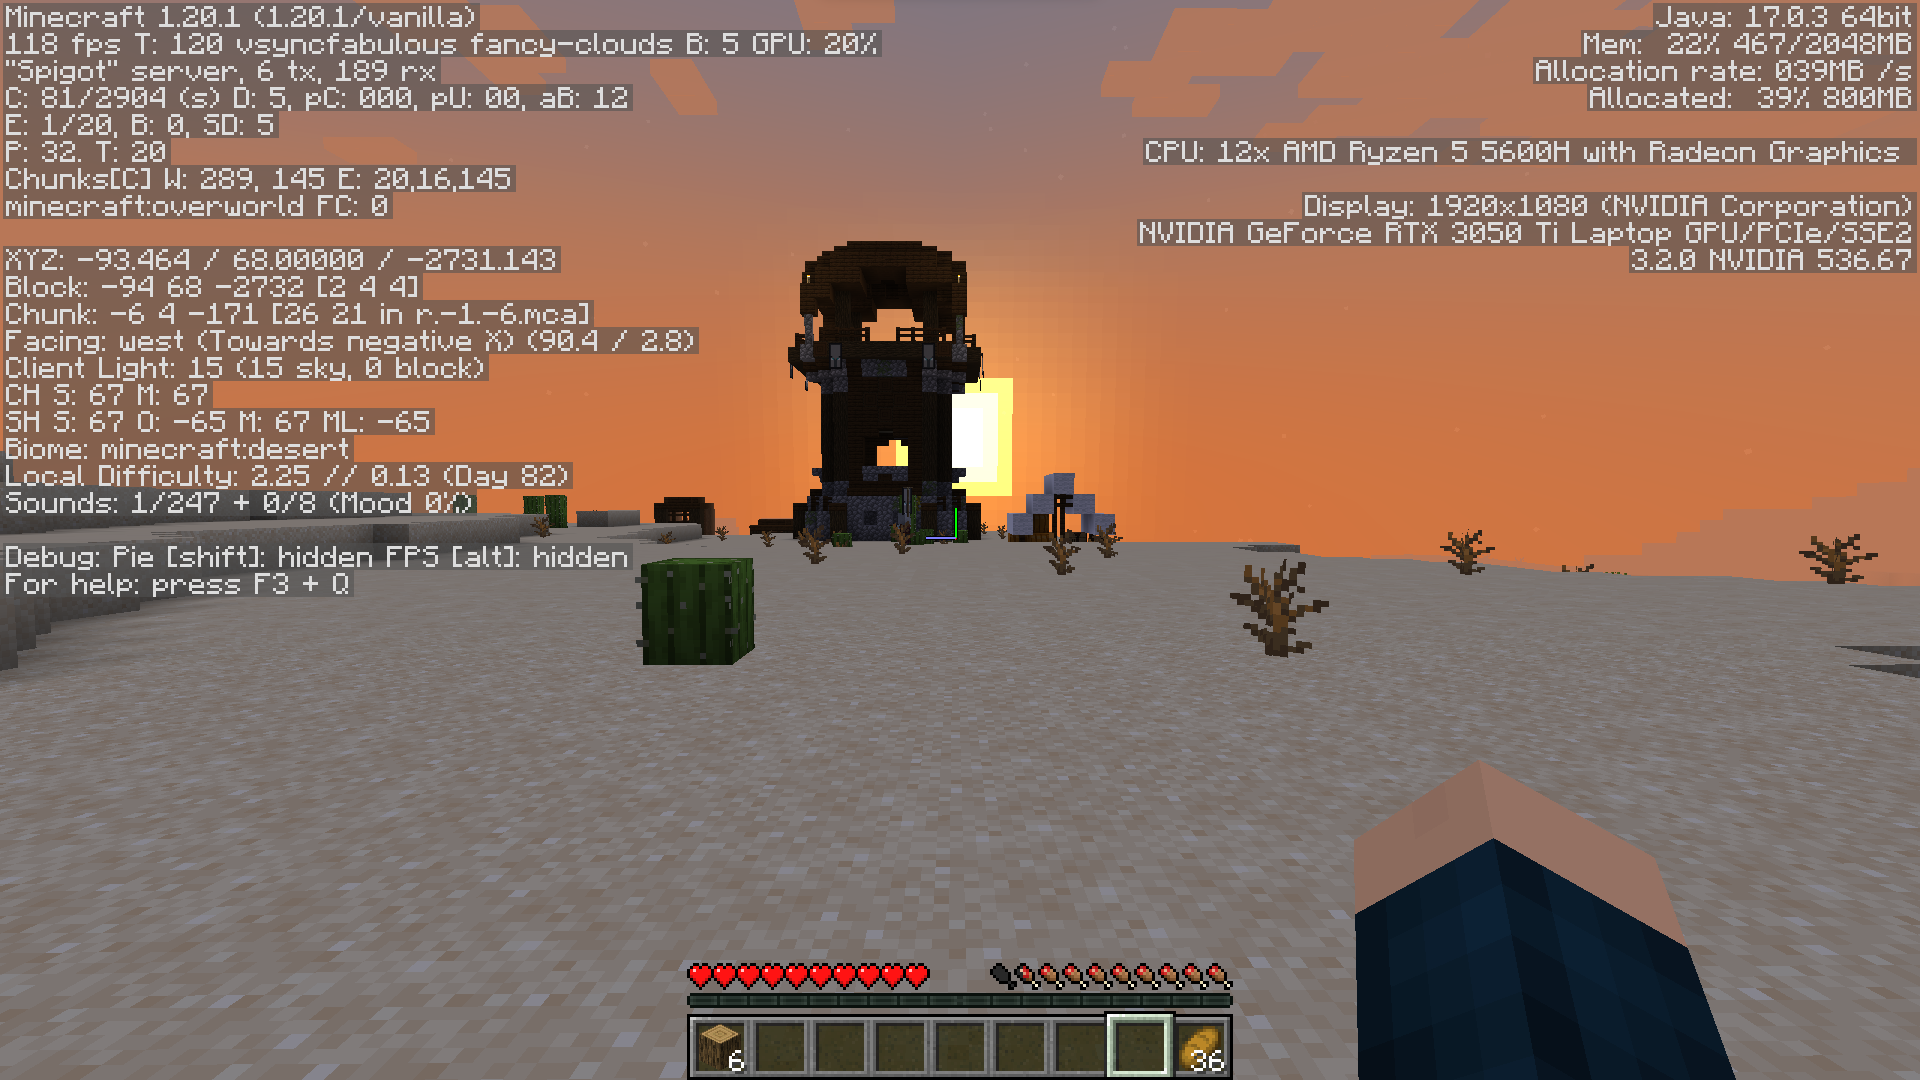 Minecraft 1.20.1 (1.20.1/vanilla)
118 fps T: 120 vsyncfabulous fancy-clouds B: 5 GPU: 20%
"Spigot" server, 6 tx, 189 rx
C: 81/2904 (s) D: 5, pC: 000, pU: 00, aB: 12
E: 1/20, B: 0, SD: 5
P: 32. T: 20
Chunks[C] W: 289, 145 E: 20,16,145
minecraft:overworld FC: 0
XYZ: -93.464 / 68.00000 / -2731.143
Block: -94 68 -2732 [2 4 4]
Chunk: -6 4 -171 [26 21 in r.-1.-6.mca]
Facing: west (Towards negative X) (90.4 / 2.8)
Client Light: 15 (15 sky, 0 block)
CH S: 67 M: 67
SH S: 67 O: -65 M: 67 ML: -65
Biome: minecraft:desert
Local Difficulty: 2.25 // 0.13 (Day 82)
Sounds: 1/247 + 0/8 (Mood 0%)
Debug: Pie [shift]: hidden FPS [alt]: hidden
For help: press F3 + Q
Java: 17.0.3 64bit
Mem: 22% 467/2048MB
Allocation rate: 039MB /s
Allocated: 39% 800MB
CPU: 12x AMD Ryzen 5 5600H with Radeon Graphics
Display: 1920x1080 (NVIDIA Corporation)
NVIDIA GeForce RTX 3050 Ti Laptop GPU/PCIe/SSE2
3.2.0 NVIDIA 536.67
6
36